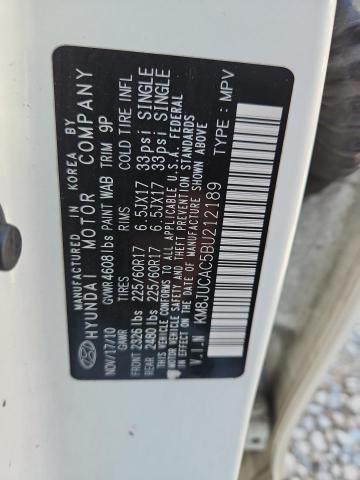 MANUFACTURED IN KOREA BY
HYUNDAI MOTOR COMPANY
NOV/17/10 GVWR 4608 lbs PAINT WAB TRIM 9P
GAWR TIRES RIMS COLD TIRE INFL
FRONT 2326 lbs 225/60R17 6.5JX17 33psi SINGLE
REAR 2480 lbs 225/60R17 6.5JX17 33psi SINGLE
THIS VEHICLE CONFORMS TO ALL APPLICABLE U.S.A. FEDERAL
MOTOR VEHICLE SAFETY AND THEFT PREVENTION STANDARDS
IN EFFECT ON THE DATE OF MANUFACTURE SHOWN ABOVE
V.I.N KM8JUCAC5BU212189 TYPE: MPV